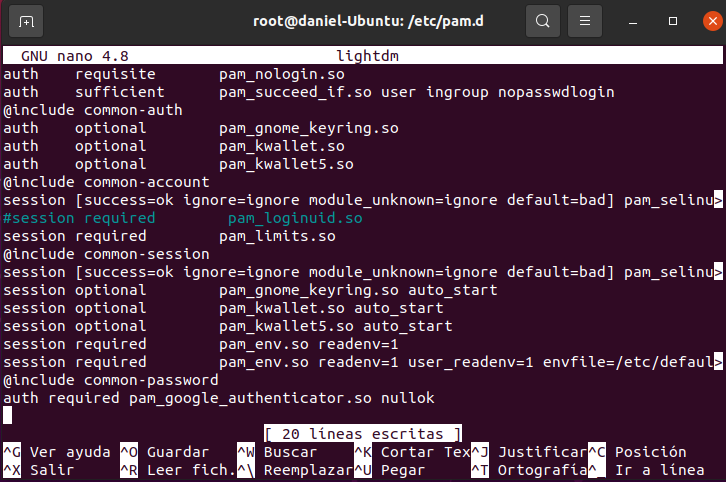 root@daniel-Ubuntu: /etc/pam.d
GNU nano 4.8 lightdm
auth requisite pam_nologin.so
auth sufficient pam_succeed_if.so user ingroup nopasswdlogin
@include common-auth
auth optional pam_gnome_keyring.so
auth optional pam_kwallet.so
auth optional pam_kwallet5.so
@include common-account
session [success=ok ignore=ignore module_unknown=ignore default=bad] pam_selinu>
#session required pam_loginuid.so
session required pam_limits.so
@include common-session
session [success=ok ignore=ignore module_unknown=ignore default=bad] pam_selinu>
session optional pam_gnome_keyring.so auto_start
session optional pam_kwallet.so auto_start
session optional pam_kwallet5.so auto_start
session required pam_env.so readenv=1
session required pam_env.so readenv=1 user_readenv=1 envfile=/etc/defaul>
@include common-password
auth required pam_google_authenticator.so nullok
[ 20 líneas escritas ]
^G Ver ayuda ^O Guardar ^W Buscar ^K Cortar Tex^J Justificar^C Posición
^X Salir ^R Leer fich.^\ Reemplazar^U Pegar ^T Ortografía^_ Ir a línea